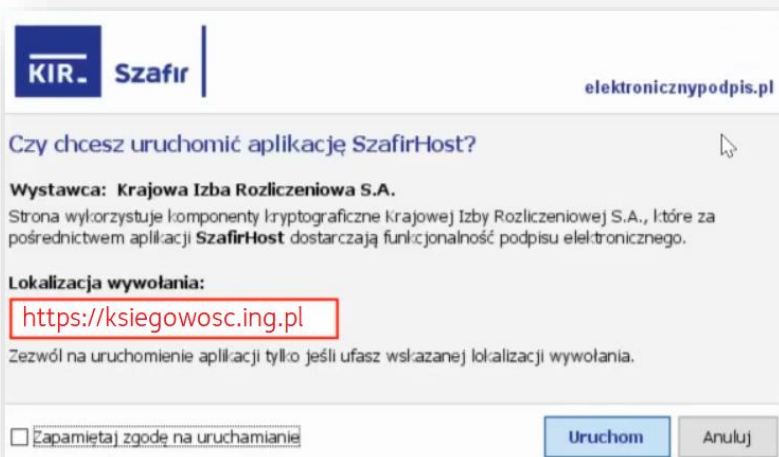 KIR. Szafir
elektronicznypodpis.pl
Czy chcesz uruchomić aplikację SzafirHost?
Wystawca: Krajowa Izba Rozliczeniowa S.A.
Strona wykorzystuje komponenty kryptograficzne Krajowej Izby Rozliczeniowej S.A., które za
pośrednictwem aplikacji SzafirHost dostarczają funkcjonalność podpisu elektronicznego.
Lokalizacja wywołania:
https://ksiegowosc.ing.pl
Zezwól na uruchomienie aplikacji tylko jeśli ufasz wskazanej lokalizacji wywołania.
Zapamiętaj zgodę na uruchamianie
Uruchom Anuluj